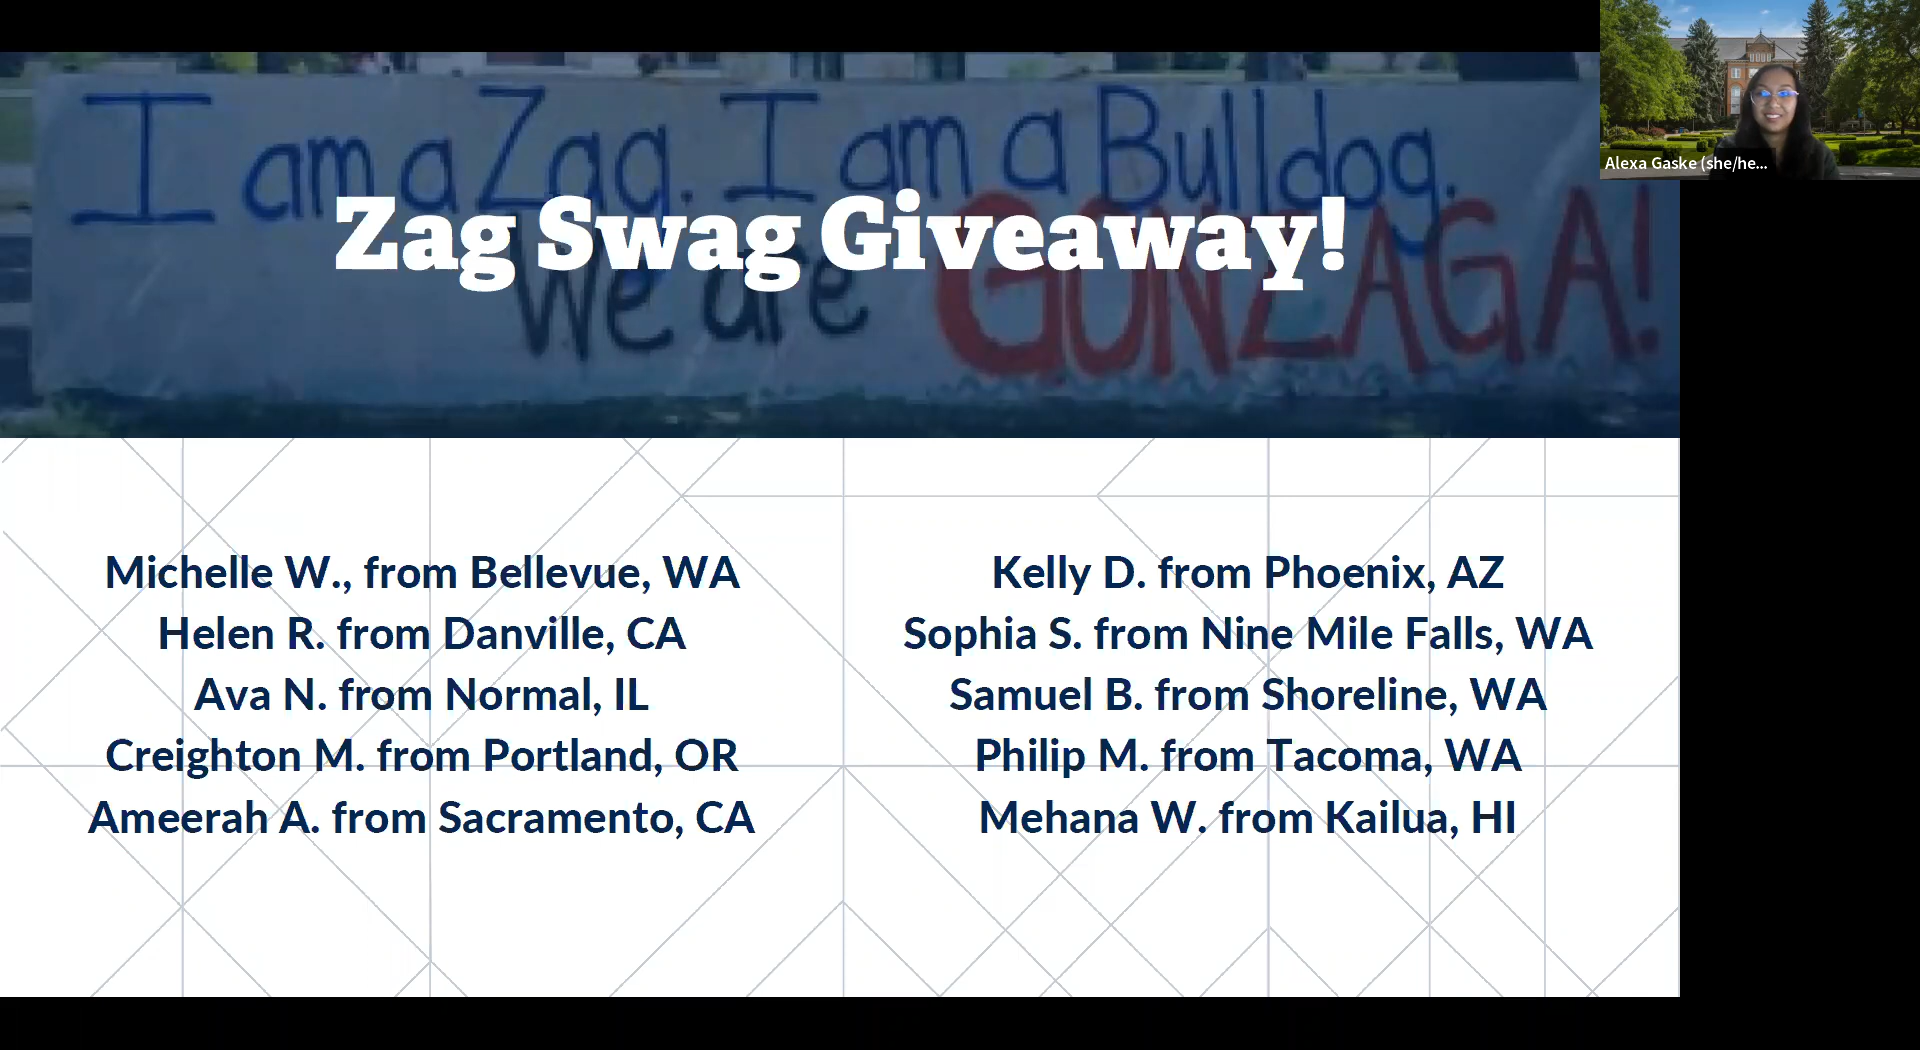 I am a Zag. I am a Bulldog.
We are GONZAGA!
Zag Swag Giveaway!
Alexa Gaske (she/he...
Michelle W., from Bellevue, WA
Helen R. from Danville, CA
Ava N. from Normal, IL
Creighton M. from Portland, OR
Ameerah A. from Sacramento, CA
Kelly D. from Phoenix, AZ
Sophia S. from Nine Mile Falls, WA
Samuel B. from Shoreline, WA
Philip M. from Tacoma, WA
Mehana W. from Kailua, HI